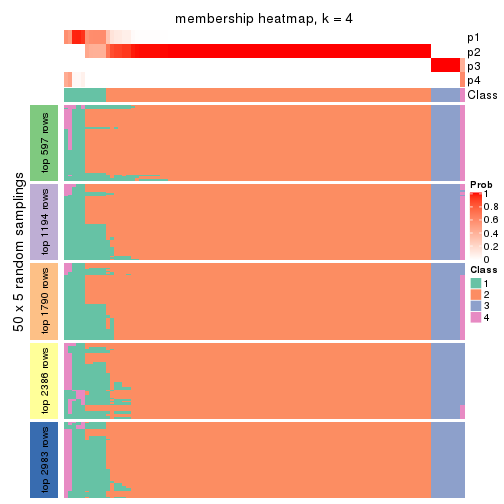 membership heatmap, k = 4
p1
p2
p3
p4
Class
50 x 5 random samplings
top 597 rows
top 1194 rows
top 1790 rows
top 2386 rows
top 2983 rows
Prob
1
0.8
0.6
0.4
0.2
0
Class
1
2
3
4